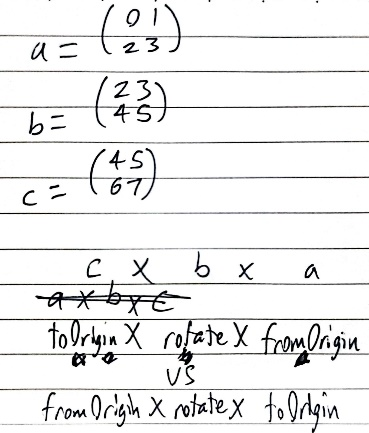 a = (0 1
2 3)
b = (2 3
4 5)
c = (4 5
6 7)
c X b x a
a x b x c
toOrigin X rotate X fromOrigin
VS
fromOrigin X rotate X toOrigin